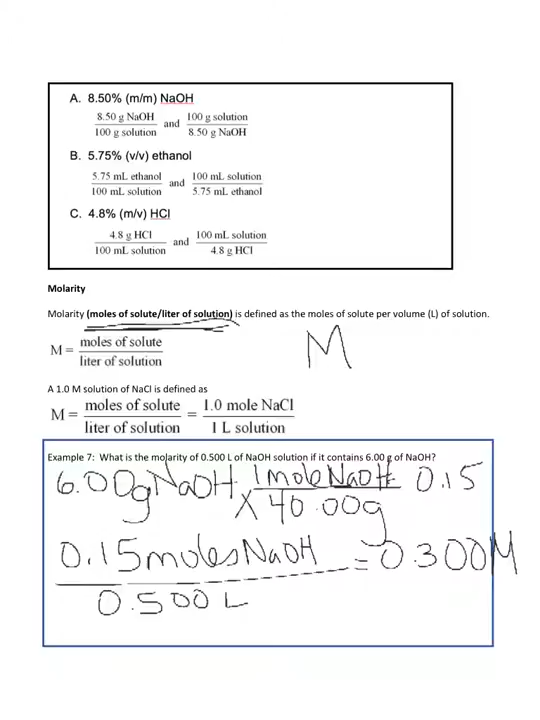 A. 8.50% (m/m) NaOH
8.50 g NaOH / 100 g solution and 100 g solution / 8.50 g NaOH
B. 5.75% (v/v) ethanol
5.75 mL ethanol / 100 mL solution and 100 mL solution / 5.75 mL ethanol
C. 4.8% (m/v) HCl
4.8 g HCl / 100 mL solution and 100 mL solution / 4.8 g HCl
Molarity
Molarity (moles of solute/liter of solution) is defined as the moles of solute per volume (L) of solution.
M = moles of solute / liter of solution
M
A 1.0 M solution of NaCl is defined as
M = moles of solute / liter of solution = 1.0 mole NaCl / 1 L solution
Example 7: What is the molarity of 0.500 L of NaOH solution if it contains 6.00 g of NaOH?
6.00g NaOH x 1 mole NaOH / 40.00g = 0.15
0.15 moles NaOH / 0.500 L = 0.300 M